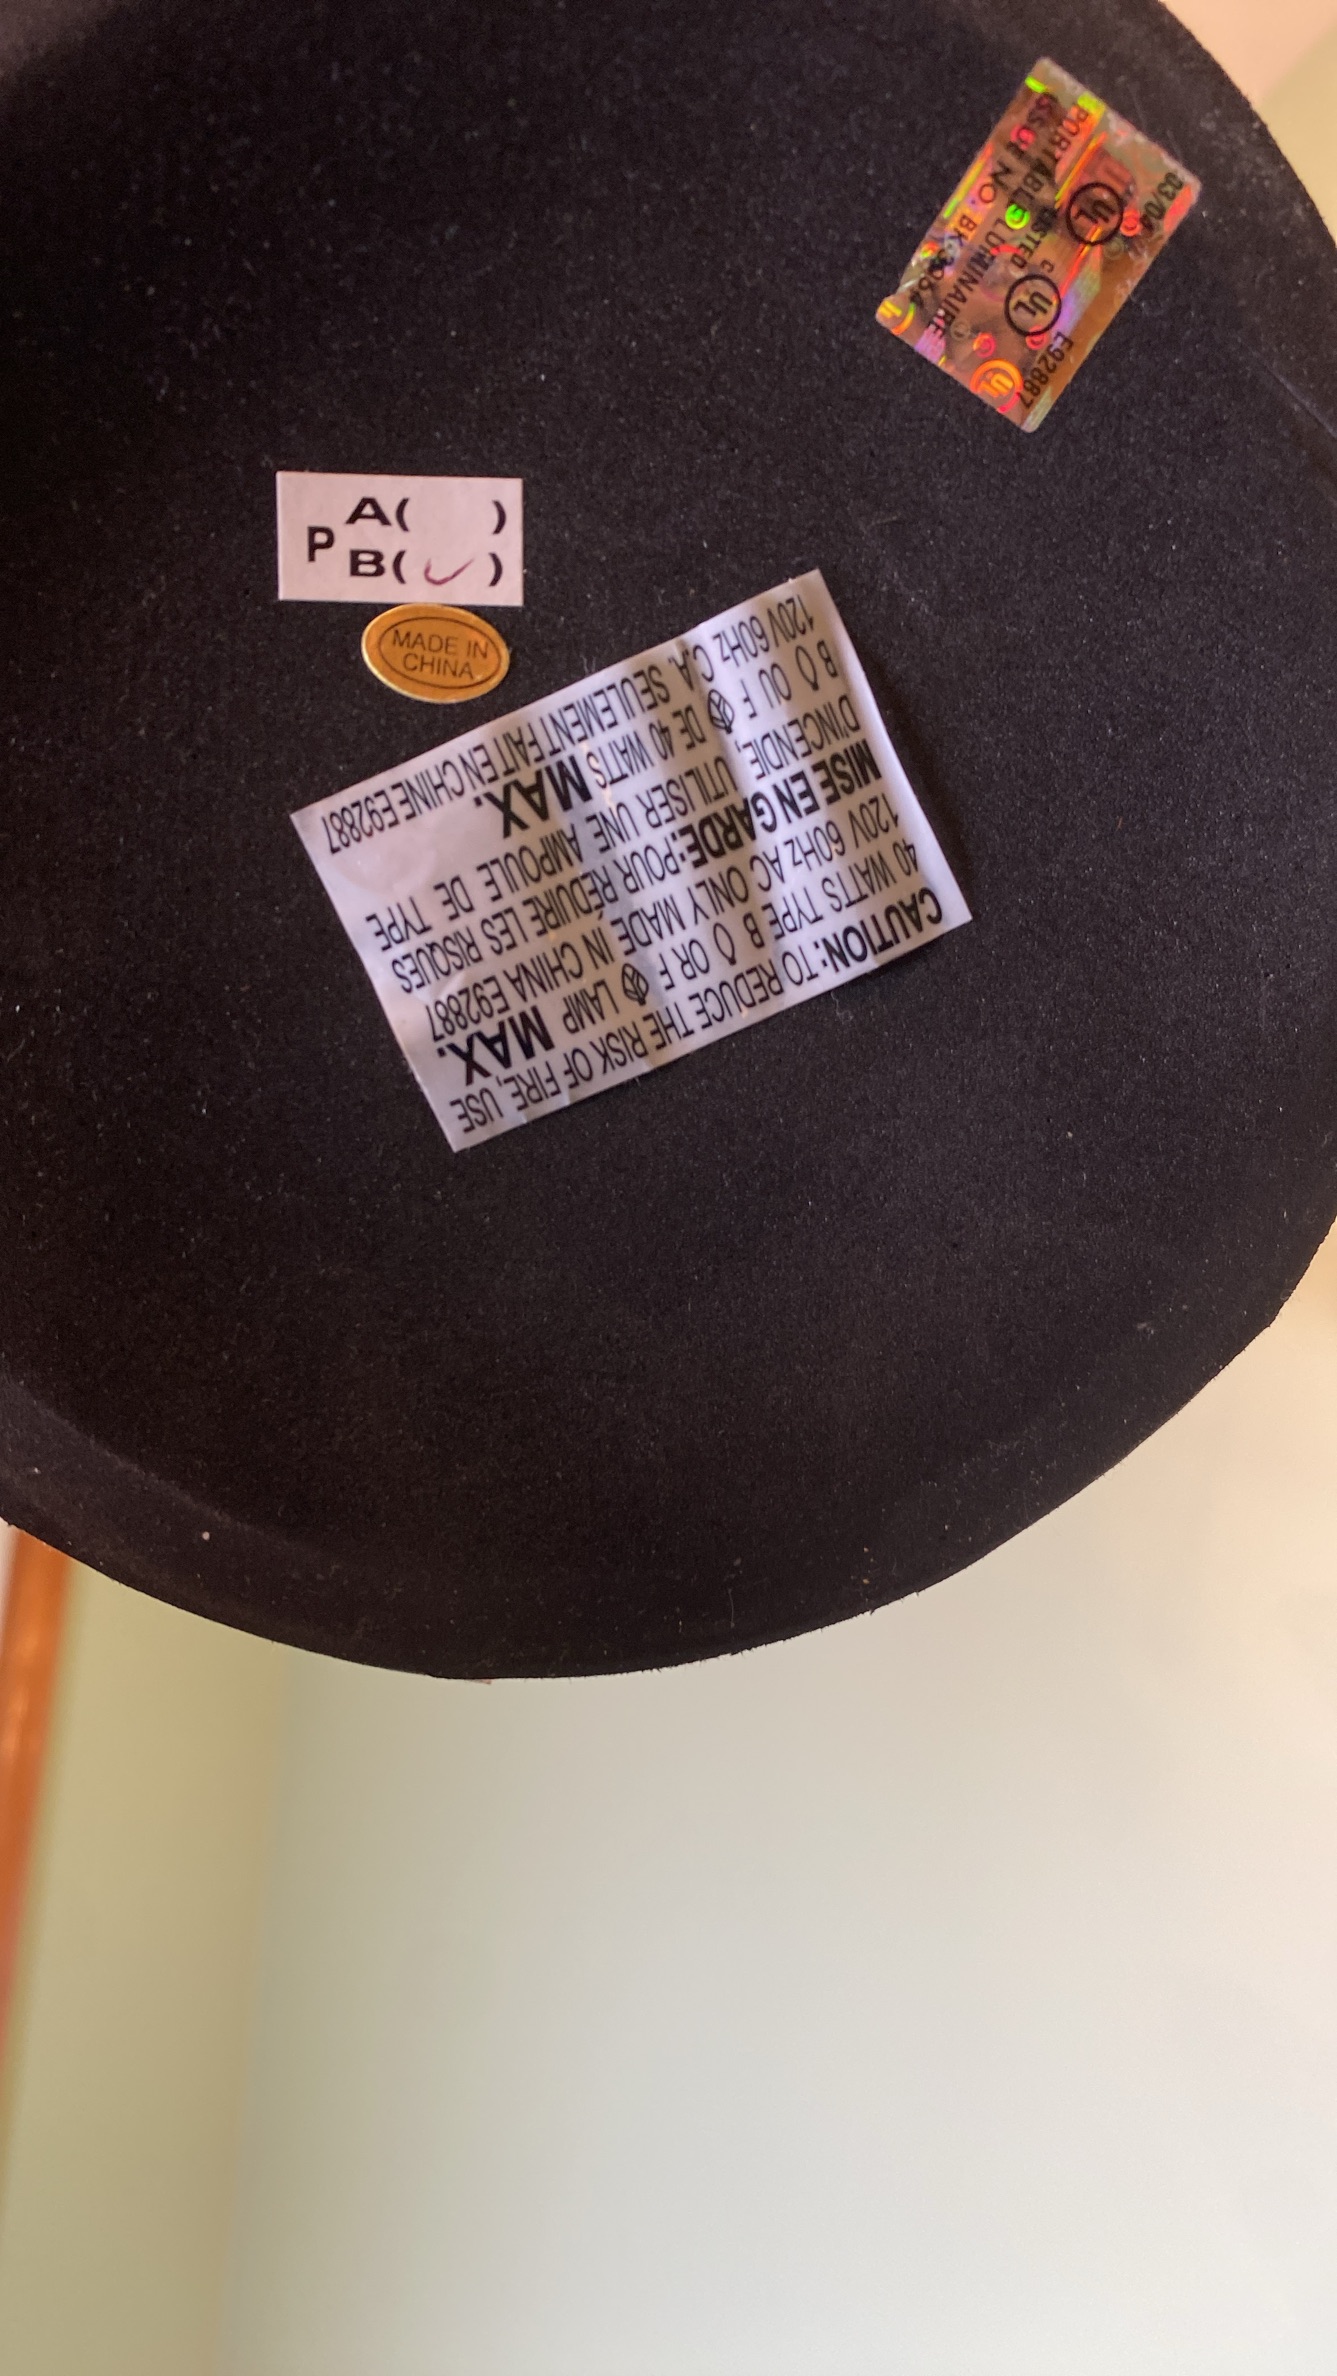 PORTABLE LUMINAIRE
ISSUE NO. BK-
LISTED
UL
C UL
E92887
UL
P A( )
B(✓)
MADE IN
CHINA
CAUTION: TO REDUCE THE RISK OF FIRE, USE
40 WATTS TYPE B OR F LAMP MAX.
120V 60Hz AC ONLY MADE IN CHINA E92887
MISE EN GARDE: POUR RÉDUIRE LES RISQUES
D'INCENDIE, UTILISER UNE AMPOULE DE TYPE
B OU F DE 40 WATTS MAX.
120V 60Hz C.A. SEULEMENT FAIT EN CHINE E92887